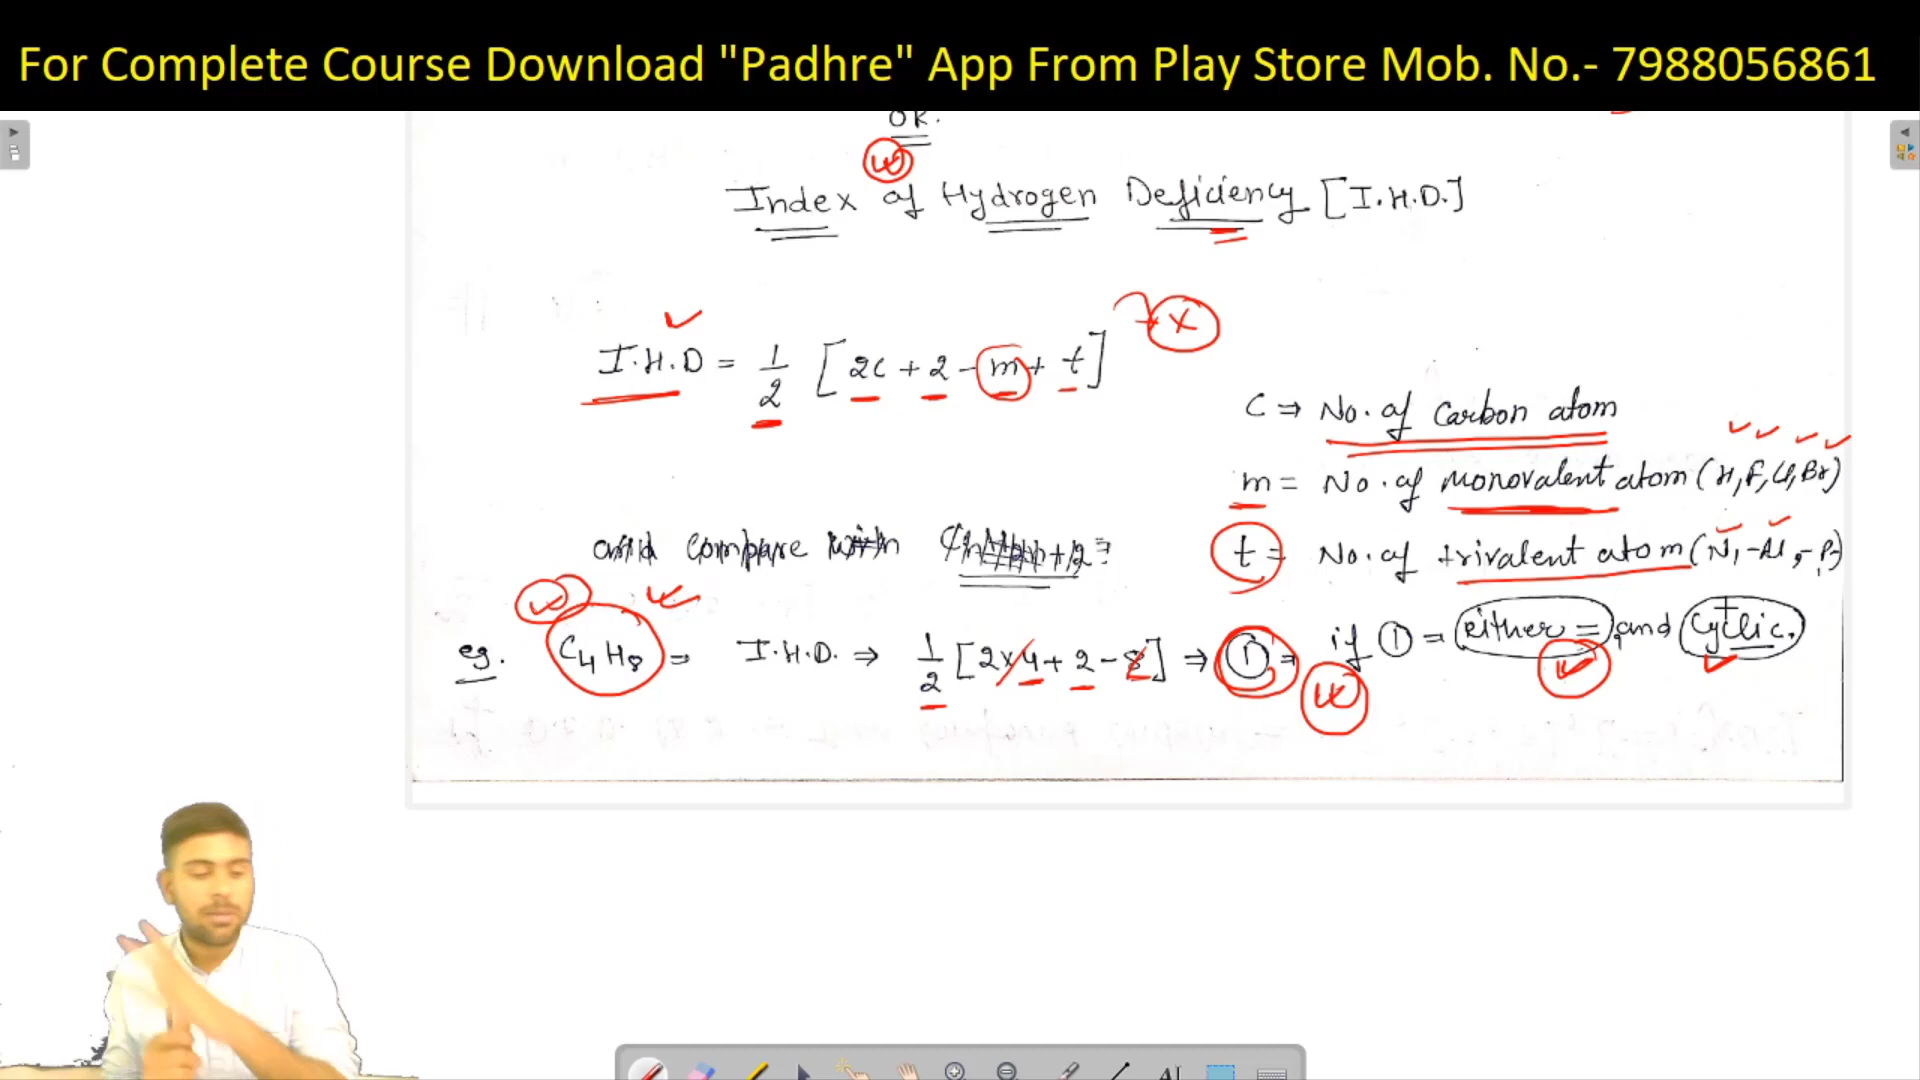 For Complete Course Download "Padhre" App From Play Store Mob. No.- 7988056861
OR.
Index of Hydrogen Deficiency [I.H.D.]
I.H.D = 1/2 [2c + 2 - m + t] x
C ⇒ No. of Carbon atom
m = No. of monovalent atom (H, F, Cl, Br)
and compare with
t = No. of trivalent atom (N, -Al, -P)
eg. C4H8 = I.H.D. ⇒ 1/2 [2×4 + 2 - 8] ⇒ ① = if ① = either =, and Cyclic.